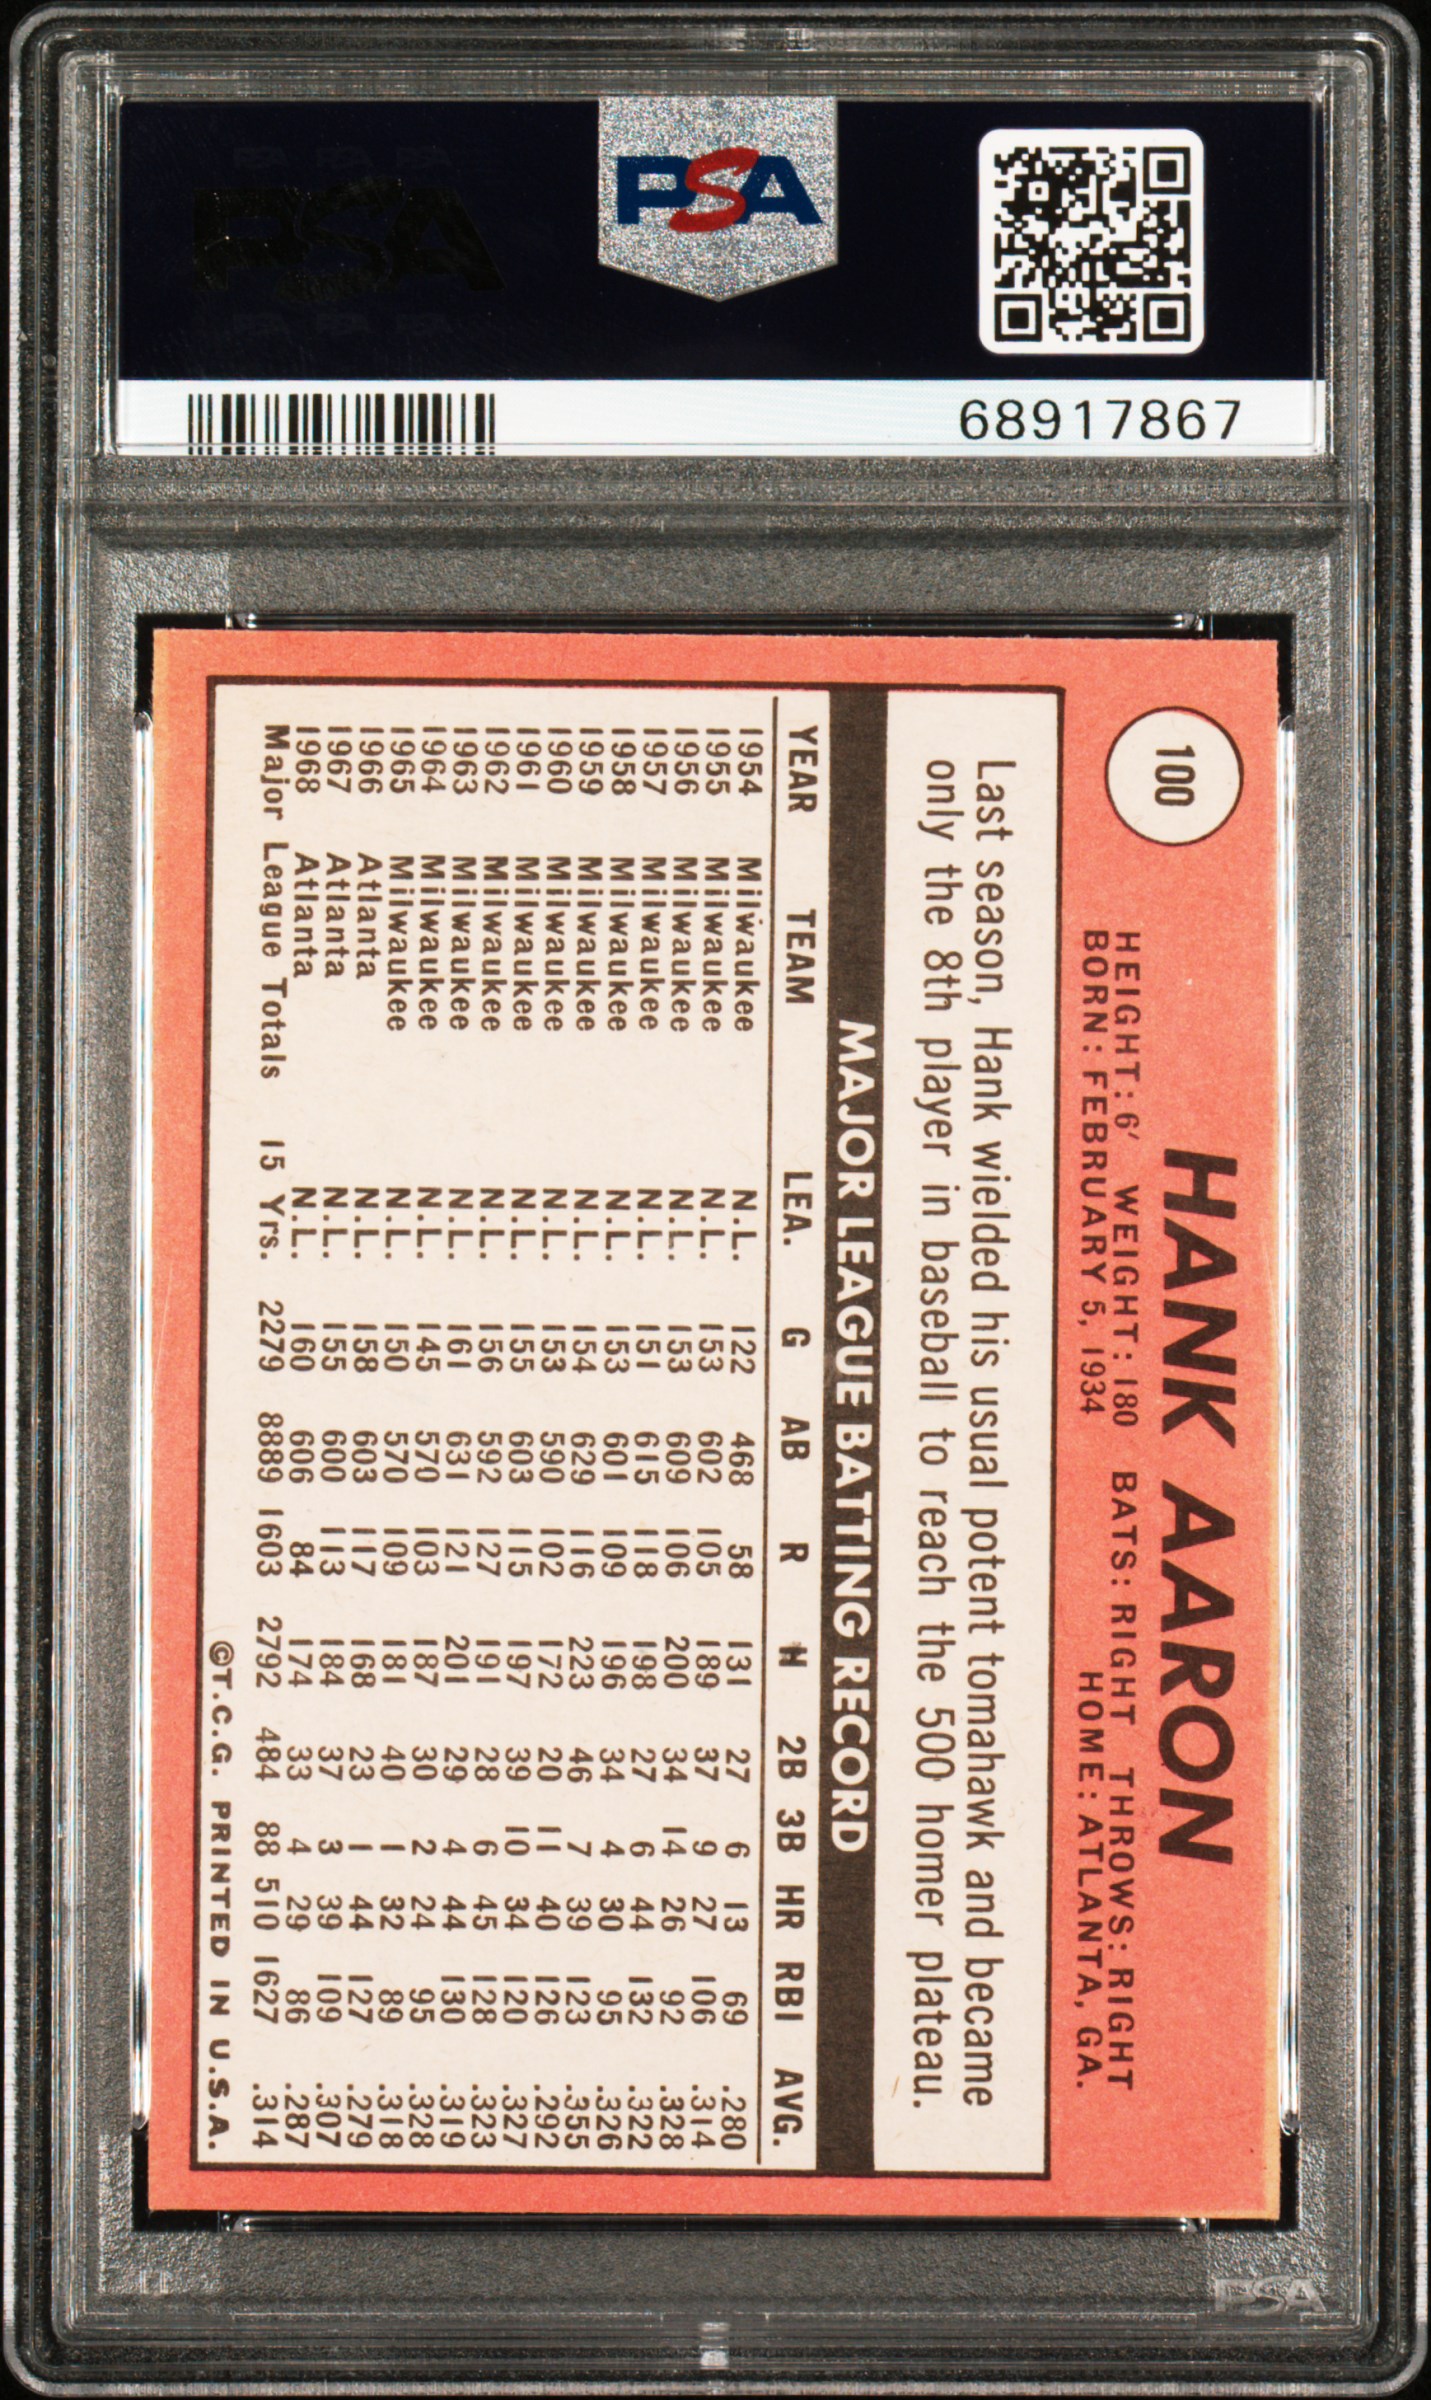 PSA
PSA
68917867
100
HANK AARON
HEIGHT: 6' WEIGHT: 180 BATS: RIGHT THROWS: RIGHT
BORN: FEBRUARY 5, 1934 HOME: ATLANTA, GA.
Last season, Hank wielded his usual potent tomahawk and became
only the 8th player in baseball to reach the 500 homer plateau.
MAJOR LEAGUE BATTING RECORD
YEAR TEAM LEA. G AB R H 2B 3B HR RBI AVG.
1954 Milwaukee N.L. 122 468 58 131 27 6 13 69 .280
1955 Milwaukee N.L. 153 602 105 189 37 9 27 106 .314
1956 Milwaukee N.L. 153 609 106 200 34 14 26 92 .328
1957 Milwaukee N.L. 151 615 118 198 27 6 44 132 .322
1958 Milwaukee N.L. 153 601 109 196 34 4 30 95 .326
1959 Milwaukee N.L. 154 629 116 223 46 7 39 123 .355
1960 Milwaukee N.L. 153 590 102 172 20 11 40 126 .292
1961 Milwaukee N.L. 155 603 115 197 39 10 34 120 .327
1962 Milwaukee N.L. 156 592 127 191 28 6 45 128 .323
1963 Milwaukee N.L. 161 631 121 201 29 4 44 130 .319
1964 Milwaukee N.L. 145 570 103 187 30 2 24 95 .328
1965 Milwaukee N.L. 150 570 109 181 40 1 32 89 .318
1966 Atlanta N.L. 158 603 117 168 23 1 44 127 .279
1967 Atlanta N.L. 155 600 113 184 37 3 39 109 .307
1968 Atlanta N.L. 160 606 84 174 33 4 29 86 .287
Major League Totals 15 Yrs. 2279 8889 1603 2792 484 88 510 1627 .314
©T.C.G. PRINTED IN U.S.A.
PSA